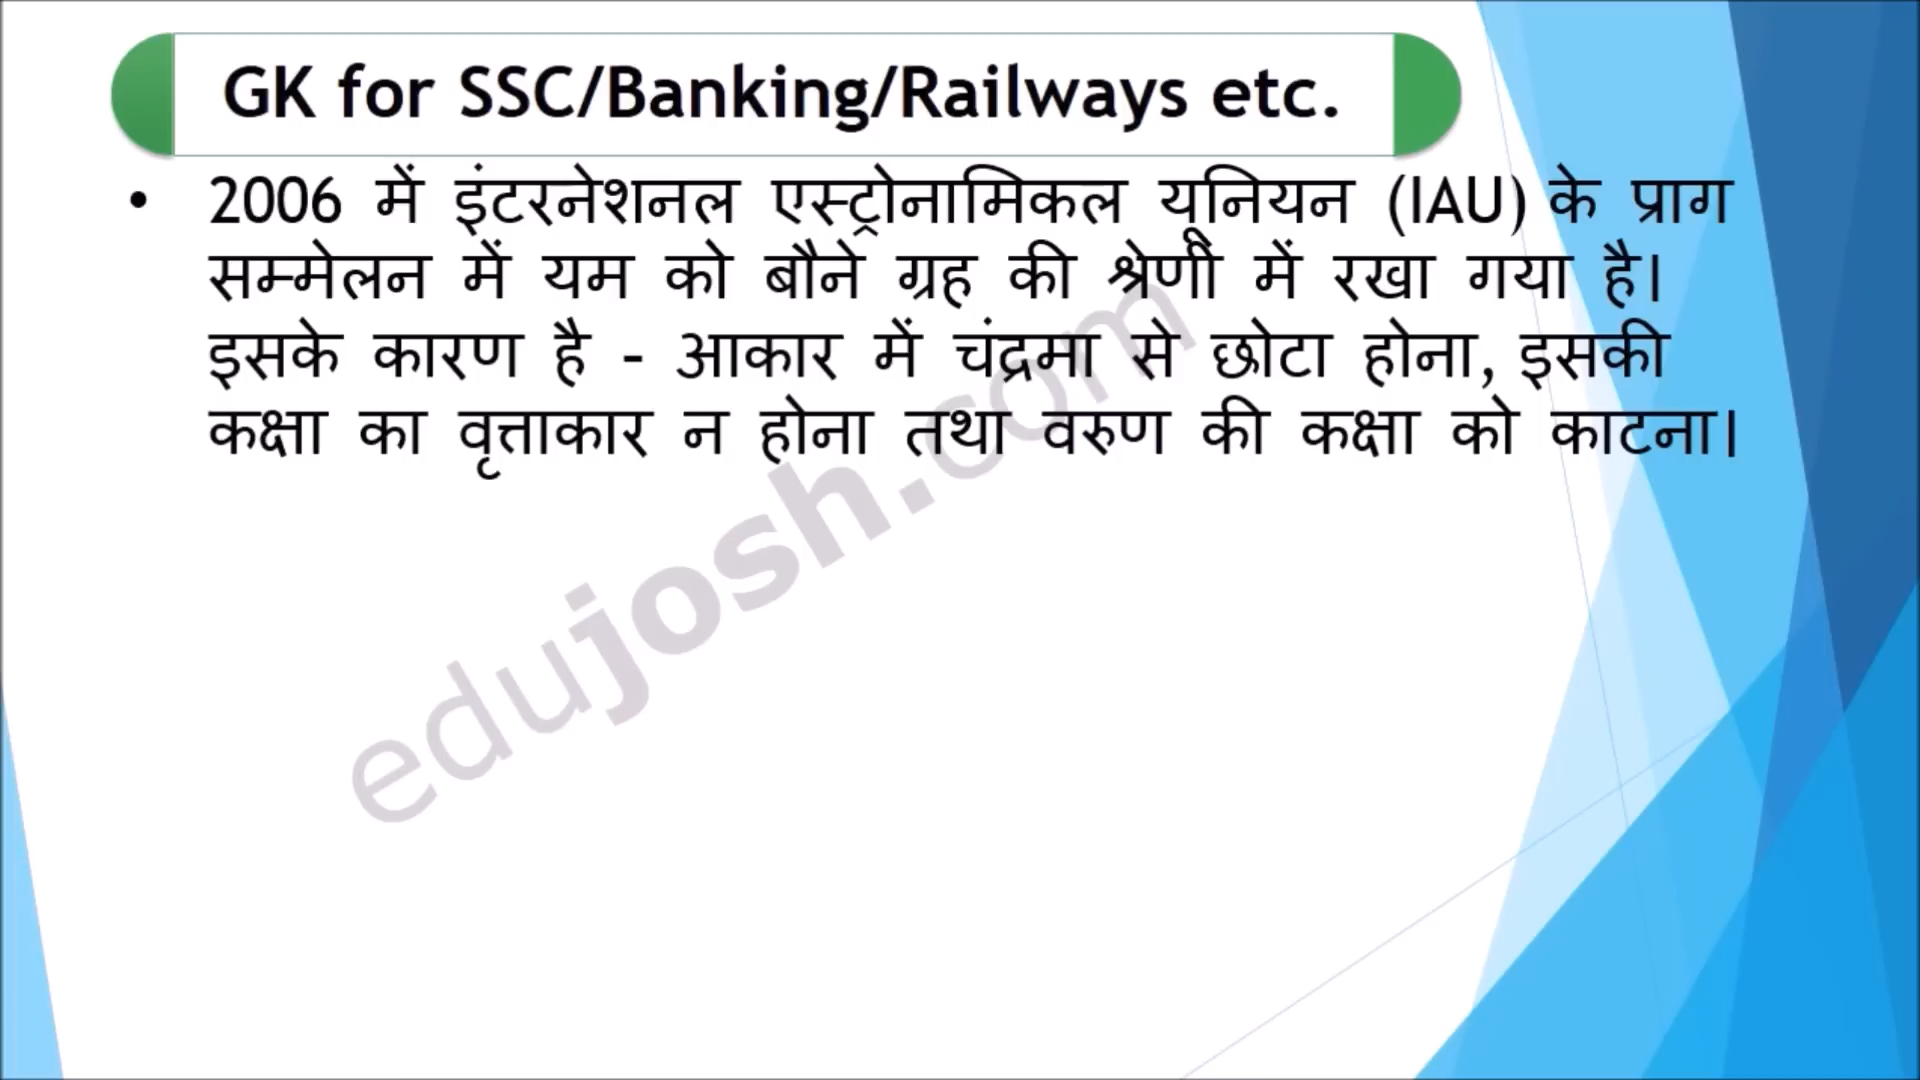 GK for SSC/Banking/Railways etc.
• 2006 में इंटरनेशनल एस्ट्रोनामिकल यूनियन (IAU) के प्राग
सम्मेलन में यम को बौने ग्रह की श्रेणी में रखा गया है।
इसके कारण है - आकार में चंद्रमा से छोटा होना, इसकी
कक्षा का वृत्ताकार न होना तथा वरुण की कक्षा को काटना।
edujosh.com